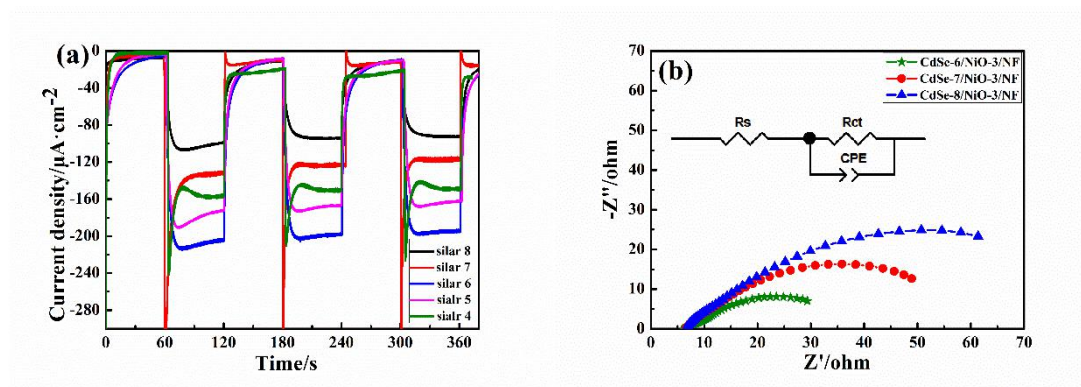 (a)
0
-40
-80
-120
-160
-200
-240
-280
Current density/μA·cm-2
silar 8
silar 7
silar 6
sialr 5
sialr 4
0 60 120 180 240 300 360
Time/s
(b)
70
60
50
40
30
20
10
0
-Z''/ohm
CdSe-6/NiO-3/NF
CdSe-7/NiO-3/NF
CdSe-8/NiO-3/NF
Rs
Rct
CPE
0 10 20 30 40 50 60 70
Z'/ohm